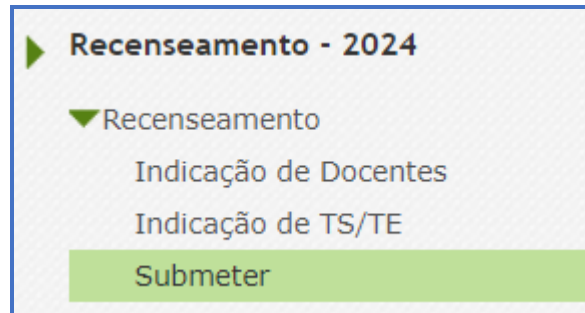 Recenseamento - 2024
Recenseamento
Indicação de Docentes
Indicação de TS/TE
Submeter